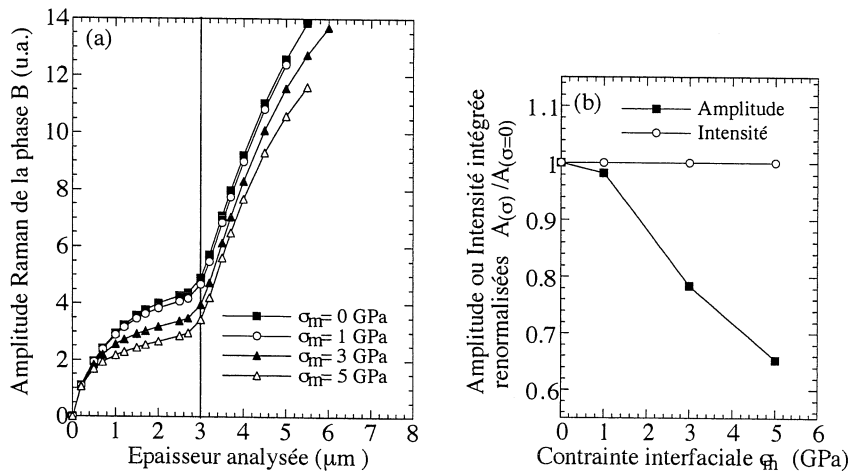 14
12
10
8
6
4
2
0
Amplitude Raman de la phase B (u.a.)
(a)
σm= 0 GPa
σm= 1 GPa
σm= 3 GPa
σm= 5 GPa
0 1 2 3 4 5 6 7 8
Epaisseur analysée (μm )
Amplitude ou Intensité intégrée
renormalisées A(σ) /A(σ=0)
1.1
1
0.9
0.8
0.7
0.6
(b)
Amplitude
Intensité
0 1 2 3 4 5 6
Contrainte interfaciale σm (GPa)